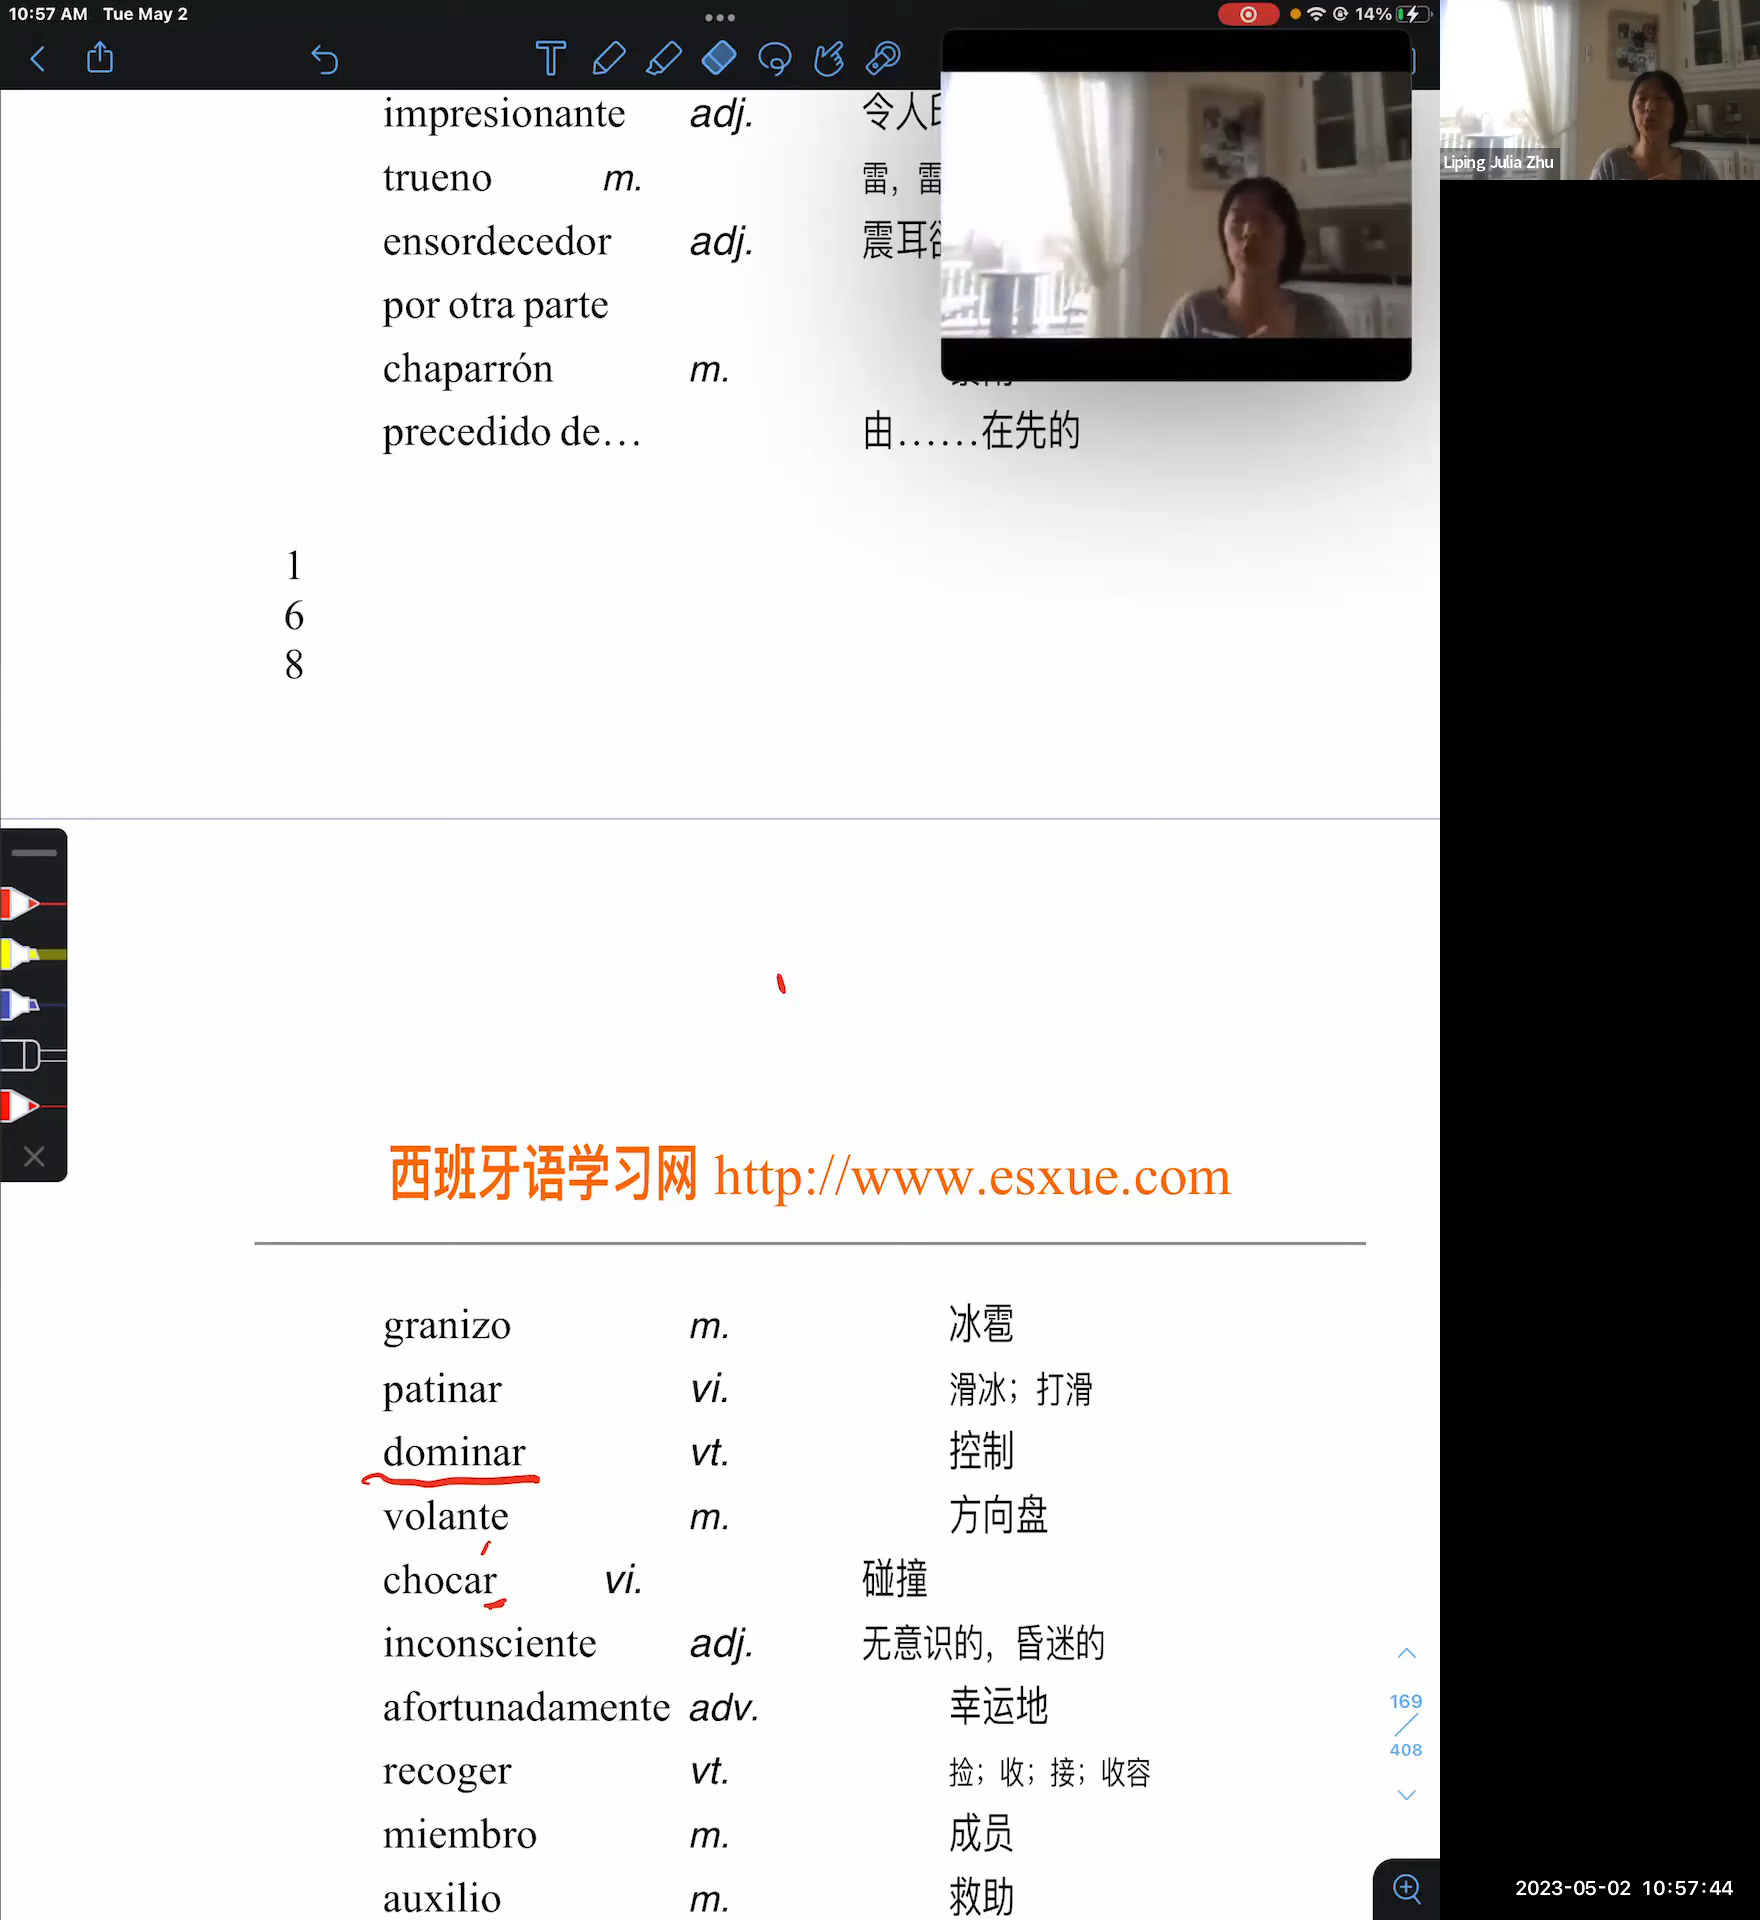 10:57 AM Tue May 2
14%
Liping Julia Zhu
impresionante adj. 令人
trueno m. 雷，雷
ensordecedor adj. 震耳
por otra parte
chaparrón m.
precedido de… 由……在先的
1
6
8
西班牙语学习网 http://www.esxue.com
granizo m. 冰雹
patinar vi. 滑冰；打滑
dominar vt. 控制
volante m. 方向盘
chocar vi. 碰撞
inconsciente adj. 无意识的，昏迷的
afortunadamente adv. 幸运地
recoger vt. 捡；收；接；收容
miembro m. 成员
auxilio m. 救助
169
408
2023-05-02 10:57:44